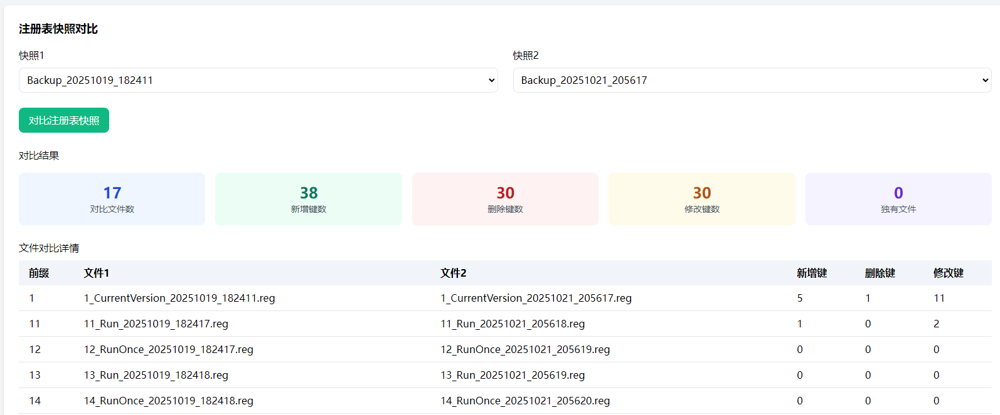 注册表快照对比
快照1 快照2
Backup_20251019_182411 Backup_20251021_205617
对比注册表快照
对比结果
17 38 30 30 0
对比文件数 新增键数 删除键数 修改键数 独有文件
文件对比详情
前缀 文件1 文件2 新增键 删除键 修改键
1 1_CurrentVersion_20251019_182411.reg 1_CurrentVersion_20251021_205617.reg 5 1 11
11 11_Run_20251019_182417.reg 11_Run_20251021_205618.reg 1 0 2
12 12_RunOnce_20251019_182417.reg 12_RunOnce_20251021_205619.reg 0 0 0
13 13_Run_20251019_182418.reg 13_Run_20251021_205619.reg 0 0 0
14 14_RunOnce_20251019_182418.reg 14_RunOnce_20251021_205620.reg 0 0 0